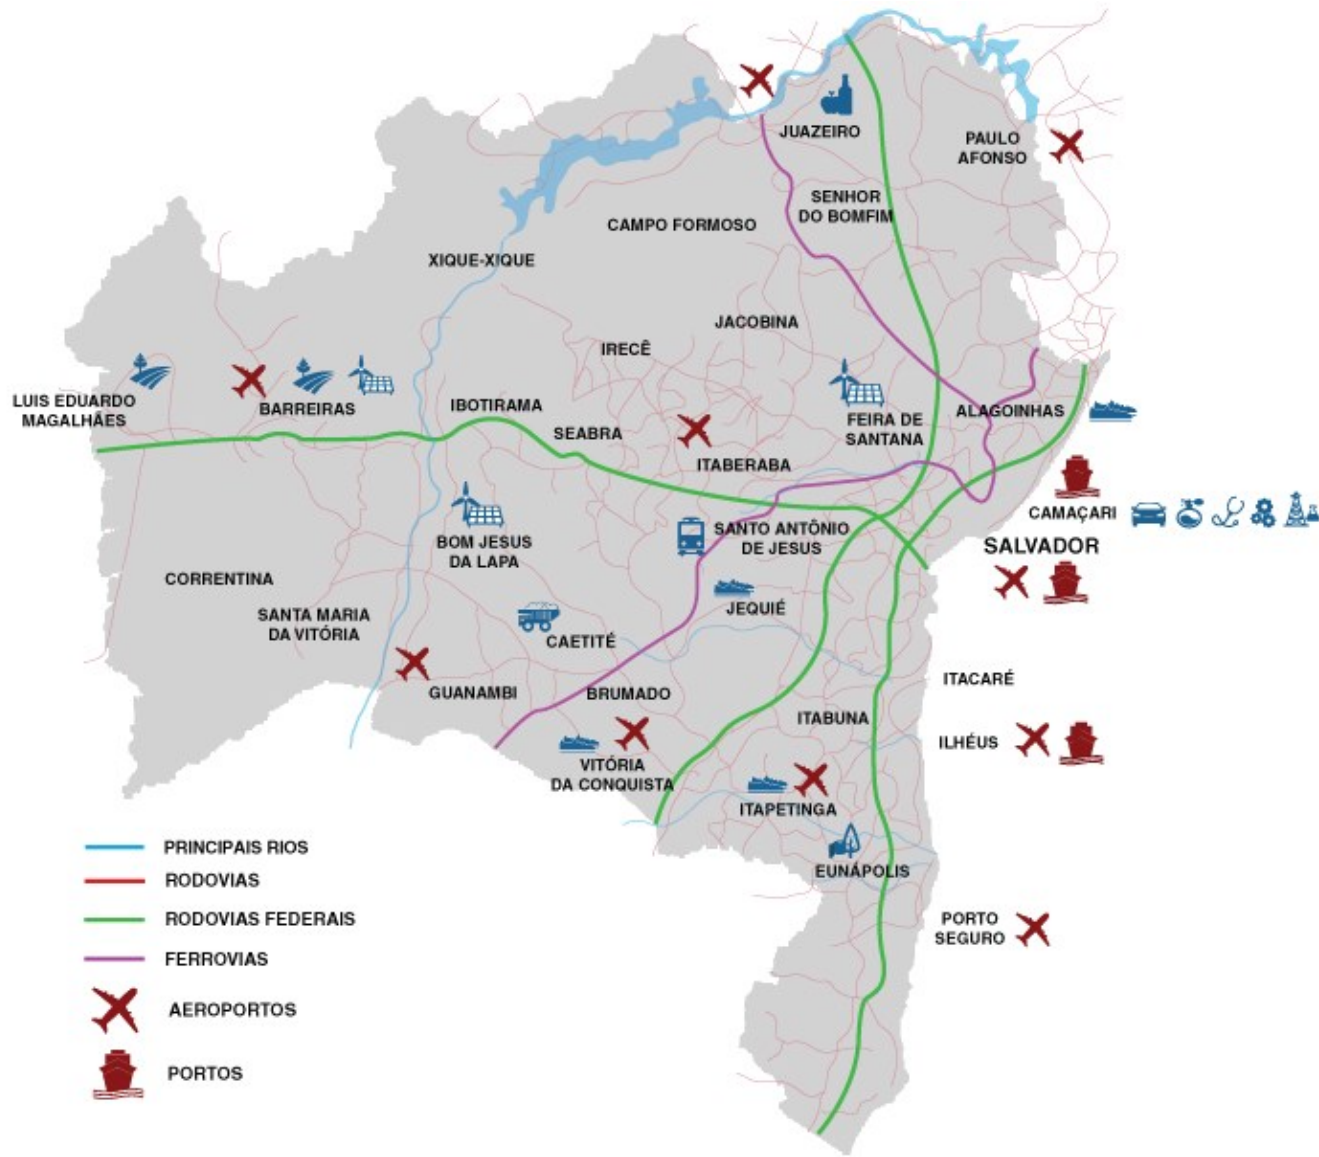 JUAZEIRO
PAULO
AFONSO
SENHOR
DO BOMFIM
CAMPO FORMOSO
XIQUE-XIQUE
JACOBINA
IRECÊ
LUIS EDUARDO
MAGALHÃES
BARREIRAS
IBOTIRAMA
SEABRA
ITABERABA
FEIRA DE
SANTANA
ALAGOINHAS
CAMAÇARI
SALVADOR
SANTO ANTÔNIO
DE JESUS
BOM JESUS
DA LAPA
CORRENTINA
SANTA MARIA
DA VITÓRIA
JEQUIÉ
CAETITÉ
GUANAMBI
BRUMADO
ITACARÉ
ITABUNA
ILHÉUS
VITÓRIA
DA CONQUISTA
ITAPETINGA
EUNÁPOLIS
PORTO
SEGURO
PRINCIPAIS RIOS
RODOVIAS
RODOVIAS FEDERAIS
FERROVIAS
AEROPORTOS
PORTOS